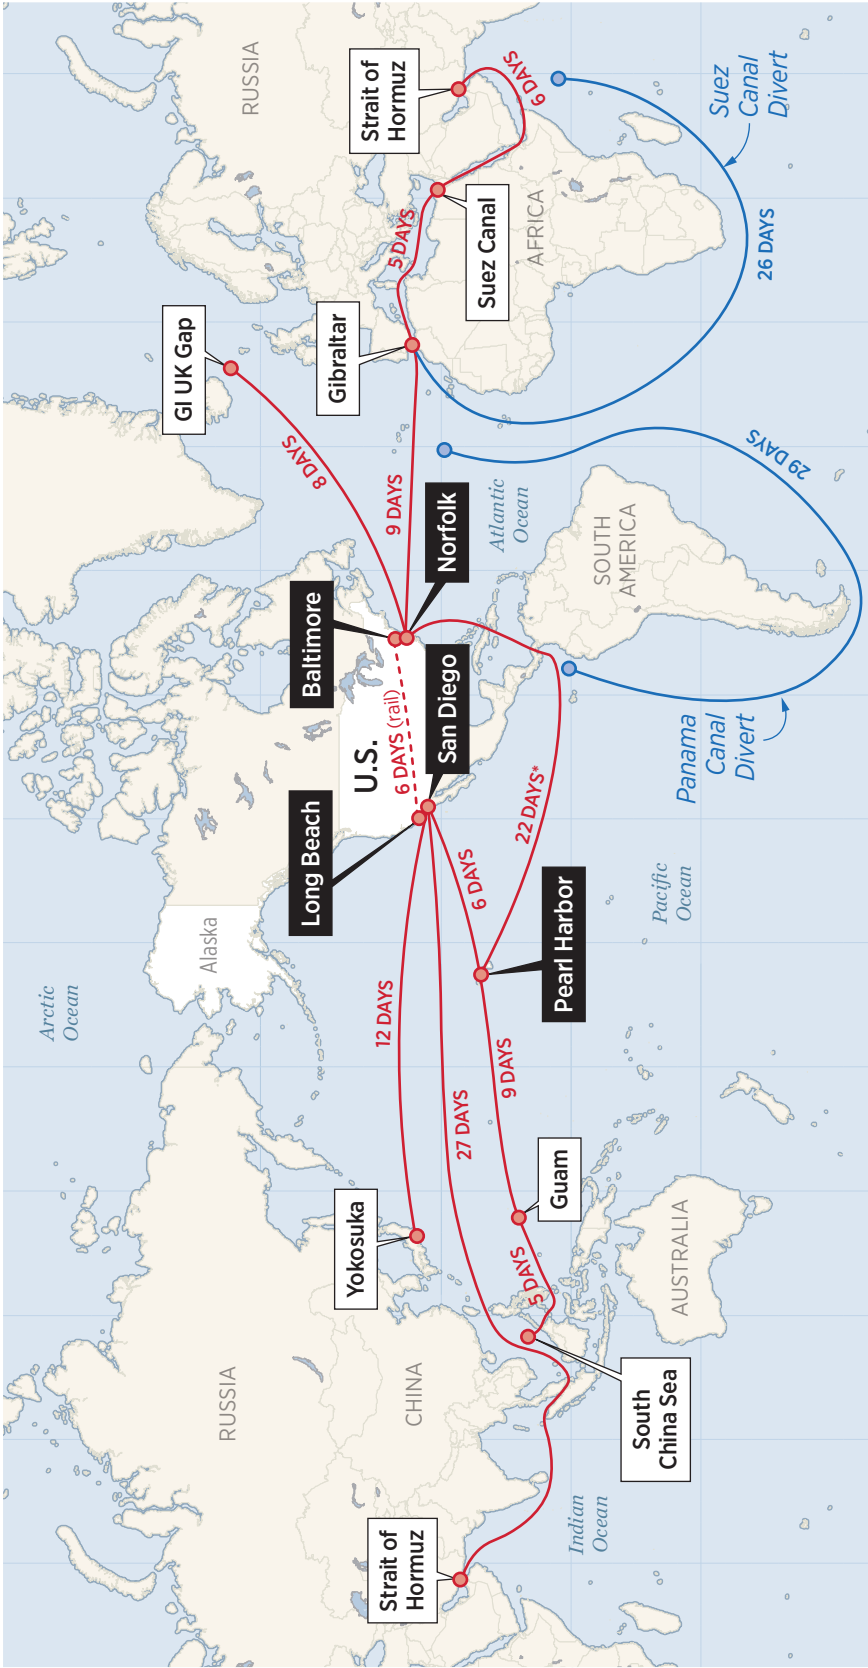 Arctic
Ocean
RUSSIA
Alaska
GI UK Gap
RUSSIA
Strait of
Hormuz
CHINA
Yokosuka
12 DAYS
Long Beach
U.S.
6 DAYS (rail)
Baltimore
8 DAYS
9 DAYS
Gibraltar
5 DAYS
Strait of
Hormuz
6 DAYS
Suez Canal
AFRICA
27 DAYS
San Diego
Norfolk
Atlantic
Ocean
9 DAYS
6 DAYS
22 DAYS*
Pearl Harbor
Guam
5 DAYS
South
China Sea
Indian
Ocean
AUSTRALIA
Pacific
Ocean
SOUTH
AMERICA
Panama
Canal
Divert
29 DAYS
Suez
Canal
Divert
26 DAYS